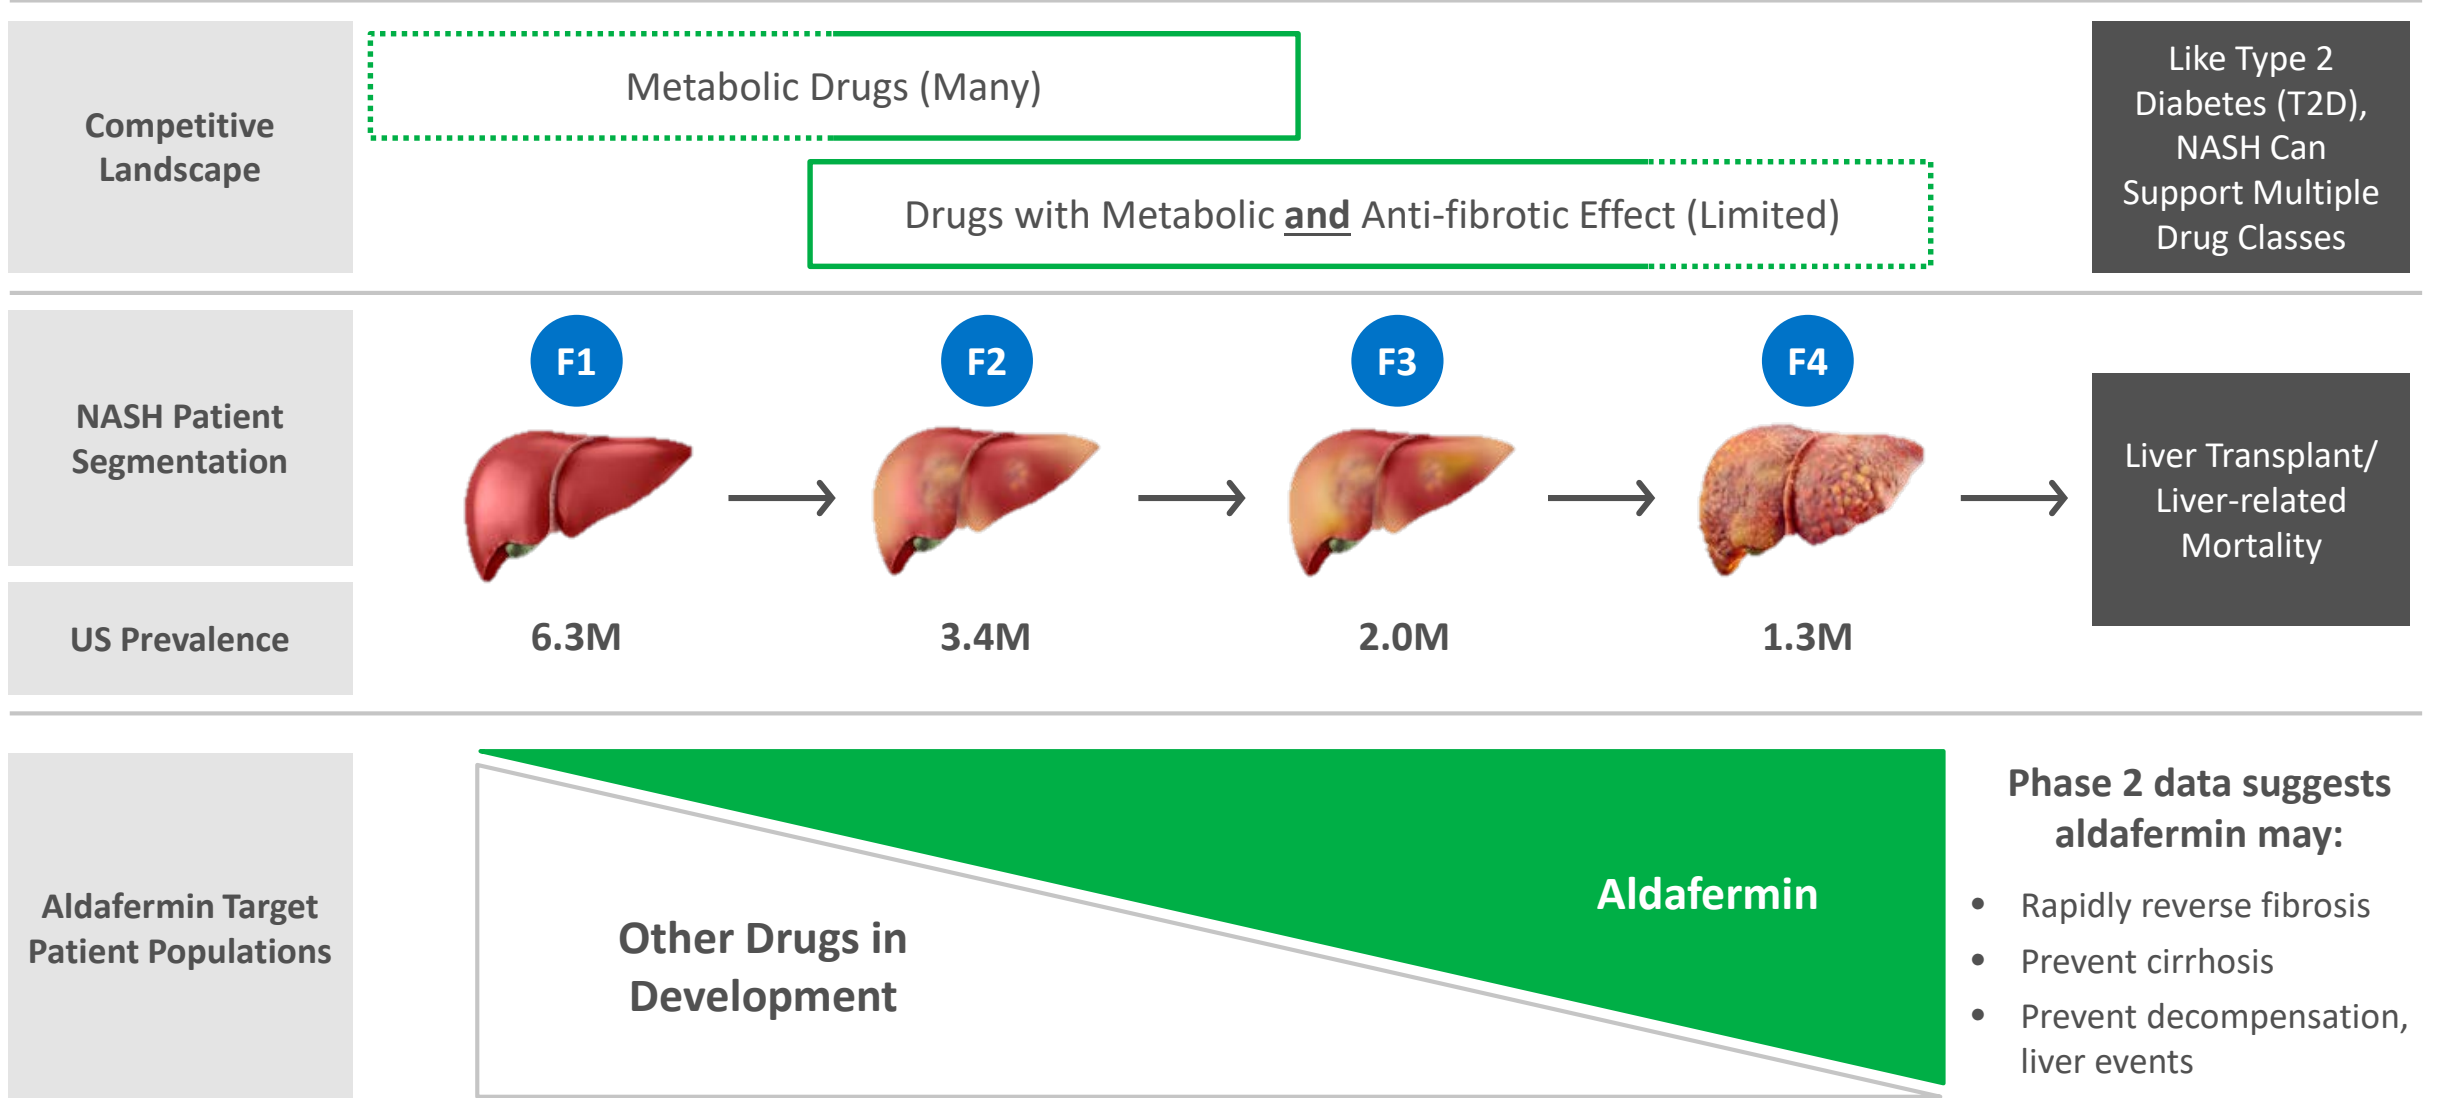 Competitive
Landscape
Metabolic Drugs (Many)
Drugs with Metabolic and Anti-fibrotic Effect (Limited)
Like Type 2
Diabetes (T2D),
NASH Can
Support Multiple
Drug Classes
NASH Patient
Segmentation
F1
F2
F3
F4
Liver Transplant/
Liver-related
Mortality
US Prevalence
6.3M
3.4M
2.0M
1.3M
Aldafermin Target
Patient Populations
Other Drugs in
Development
Aldafermin
Phase 2 data suggests
aldafermin may:
• Rapidly reverse fibrosis
• Prevent cirrhosis
• Prevent decompensation,
liver events